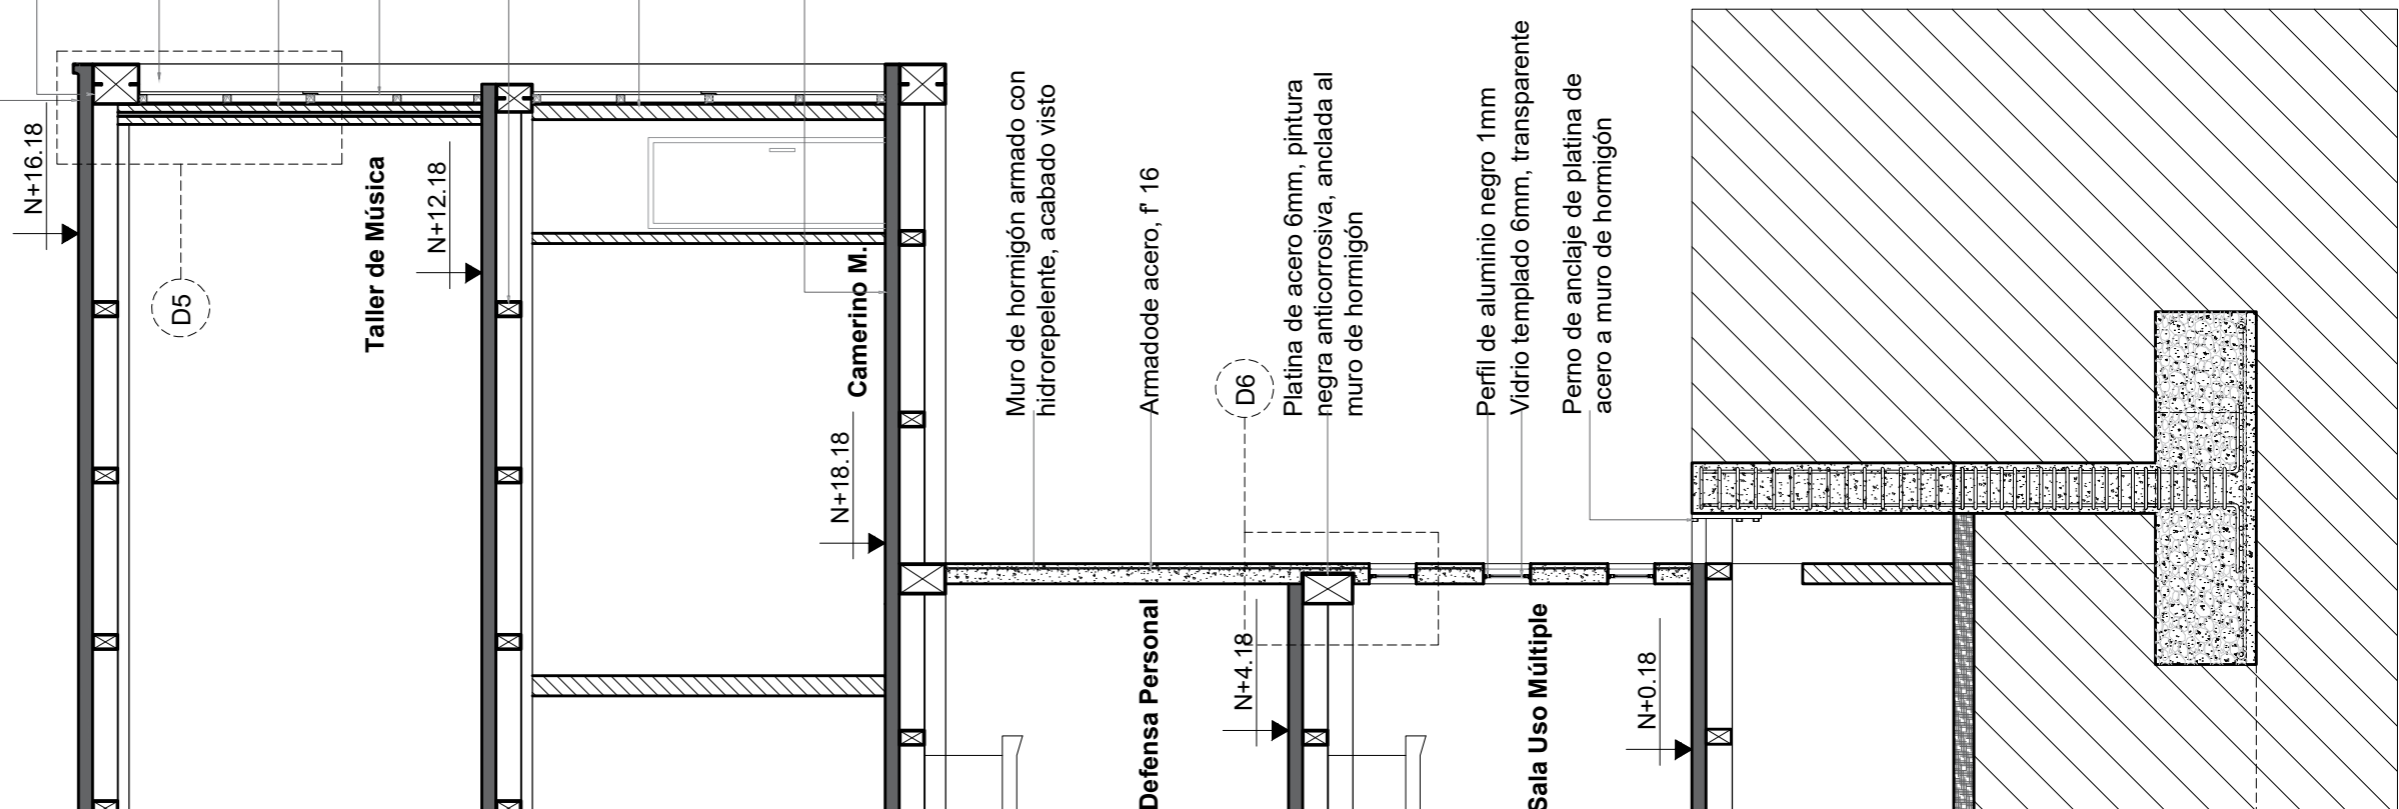 N+16.18
D5
Taller de Música
N+12.18
Camerino M.
N+18.18
Muro de hormigón armado con
hidrorepelente, acabado visto
Armadode acero, f' 16
Defensa Personal
D6
N+4.18
Platina de acero 6mm, pintura
negra anticorrosiva, anclada al
muro de hormigón
Perfil de aluminio negro 1mm
Vidrio templado 6mm, transparente
Sala Uso Múltiple
Perno de anclaje de platina de
acero a muro de hormigón
N+0.18